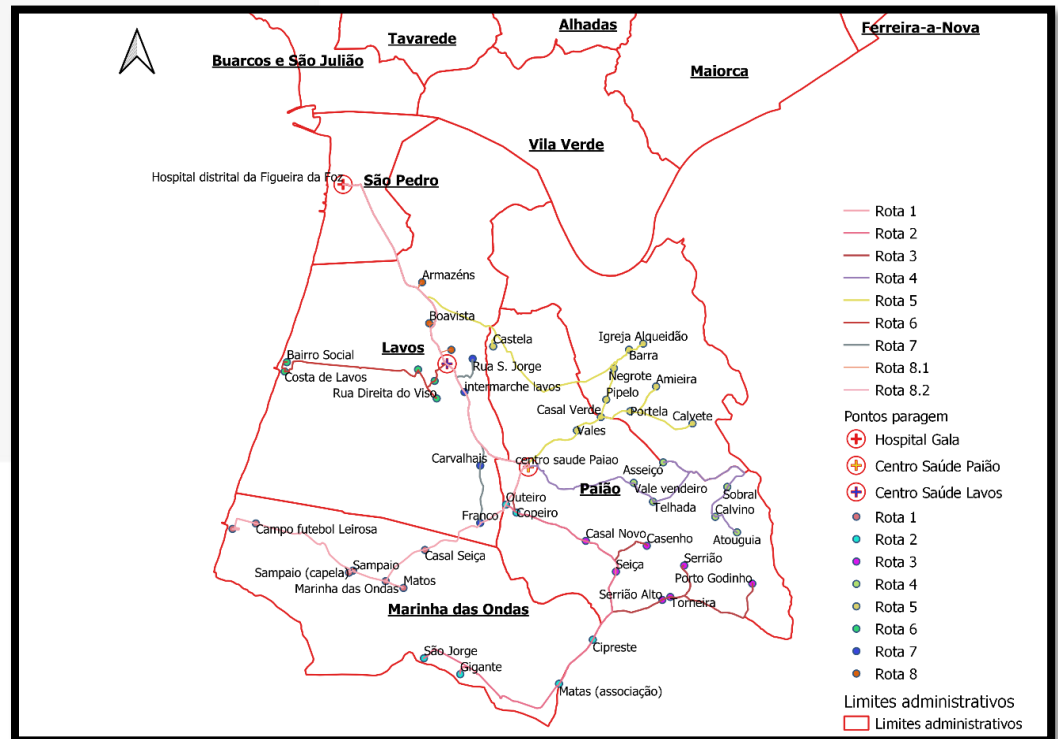 Ferreira-a-Nova
Alhadas
Tavarede
Buarcos e São Julião
Maiorca
Vila Verde
Hospital distrital da Figueira da Foz
São Pedro
Armazéns
Boavista
Castela
Igreja Alqueidão
Barra
Lavos
Bairro Social
Costa de Lavos
Rua S. Jorge
Negrote
Amieira
Rua Direita do Viso
intermarche lavos
Pipelo
Casal Verde
Portela
Calvete
Vales
Carvalhais
centro saude Paiao
Asseiço
Paião
Vale vendeiro
Sobral
Telhada
Calvino
Outeiro
Copeiro
Atouguia
Franco
Campo futebol Leirosa
Casal Novo
Casenho
Casal Seiça
Seiça
Serrião
Sampaio (capela)
Sampaio
Matos
Marinha das Ondas
Porto Godinho
Serrião Alto
Torneira
Marinha das Ondas
Cipreste
São Jorge
Gigante
Matas (associação)
Rota 1
Rota 2
Rota 3
Rota 4
Rota 5
Rota 6
Rota 7
Rota 8.1
Rota 8.2
Pontos paragem
Hospital Gala
Centro Saúde Paião
Centro Saúde Lavos
Rota 1
Rota 2
Rota 3
Rota 4
Rota 5
Rota 6
Rota 7
Rota 8
Limites administrativos
Limites administrativos